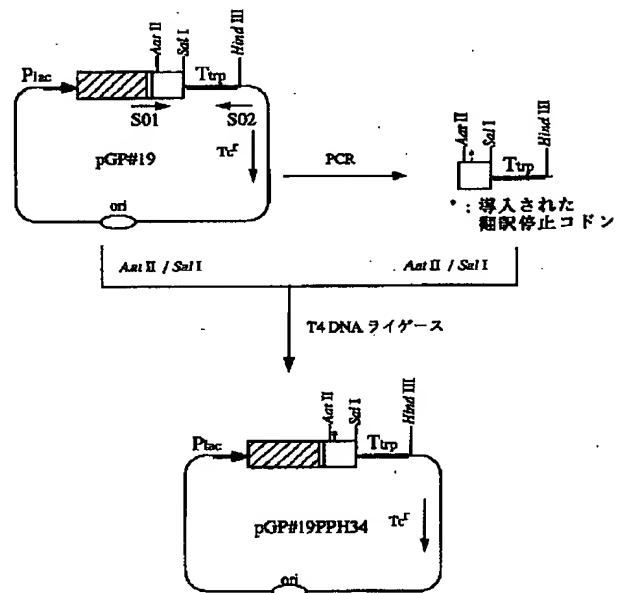 Aat II
Sal I
Hind III
Plac
Ttrp
S01
S02
pGP#19
Tcr
ori
PCR
Aat II
Sal I
Hind III
Ttrp
* : 導入された
翻訳停止コドン
Aat II / Sal I
Aat II / Sal I
T4 DNA ライゲース
Aat II
*
Sal I
Hind III
Plac
Ttrp
pGP#19PPH34
Tcr
ori